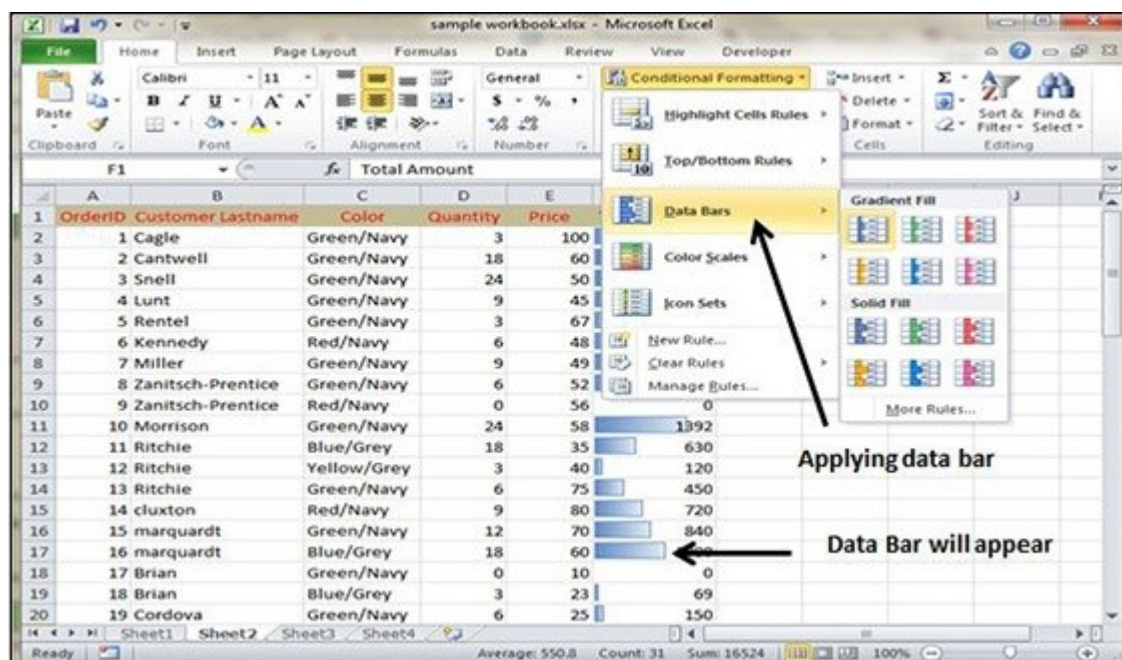 sample workbook.xlsx - Microsoft Excel
File Home Insert Page Layout Formulas Data Review View Developer
Paste
Calibri 11
General
Conditional Formatting
Insert
Delete
Format
Σ
Sort & Filter
Find & Select
B I U A A
$ % ,
Clipboard Font Alignment Number Cells Editing
Highlight Cells Rules
Top/Bottom Rules
Data Bars
Color Scales
Icon Sets
New Rule...
Clear Rules
Manage Rules...
Gradient Fill
Solid Fill
More Rules...
F1 fx Total Amount
A B C D E J
1 OrderID Customer Lastname Color Quantity Price
2 1 Cagle Green/Navy 3 100
3 2 Cantwell Green/Navy 18 60
4 3 Snell Green/Navy 24 50
5 4 Lunt Green/Navy 9 45
6 5 Rentel Green/Navy 3 67
7 6 Kennedy Red/Navy 6 48
8 7 Miller Green/Navy 9 49
9 8 Zanitsch-Prentice Green/Navy 6 52
10 9 Zanitsch-Prentice Red/Navy 0 56 0
11 10 Morrison Green/Navy 24 58 1392
12 11 Ritchie Blue/Grey 18 35 630
13 12 Ritchie Yellow/Grey 3 40 120
14 13 Ritchie Green/Navy 6 75 450
15 14 cluxton Red/Navy 9 80 720
16 15 marquardt Green/Navy 12 70 840
17 16 marquardt Blue/Grey 18 60
18 17 Brian Green/Navy 0 10 0
19 18 Brian Blue/Grey 3 23 69
20 19 Cordova Green/Navy 6 25 150
Applying data bar
Data Bar will appear
Sheet1 Sheet2 Sheet3 Sheet4
Ready Average: 550.8 Count: 31 Sum: 16524 100%